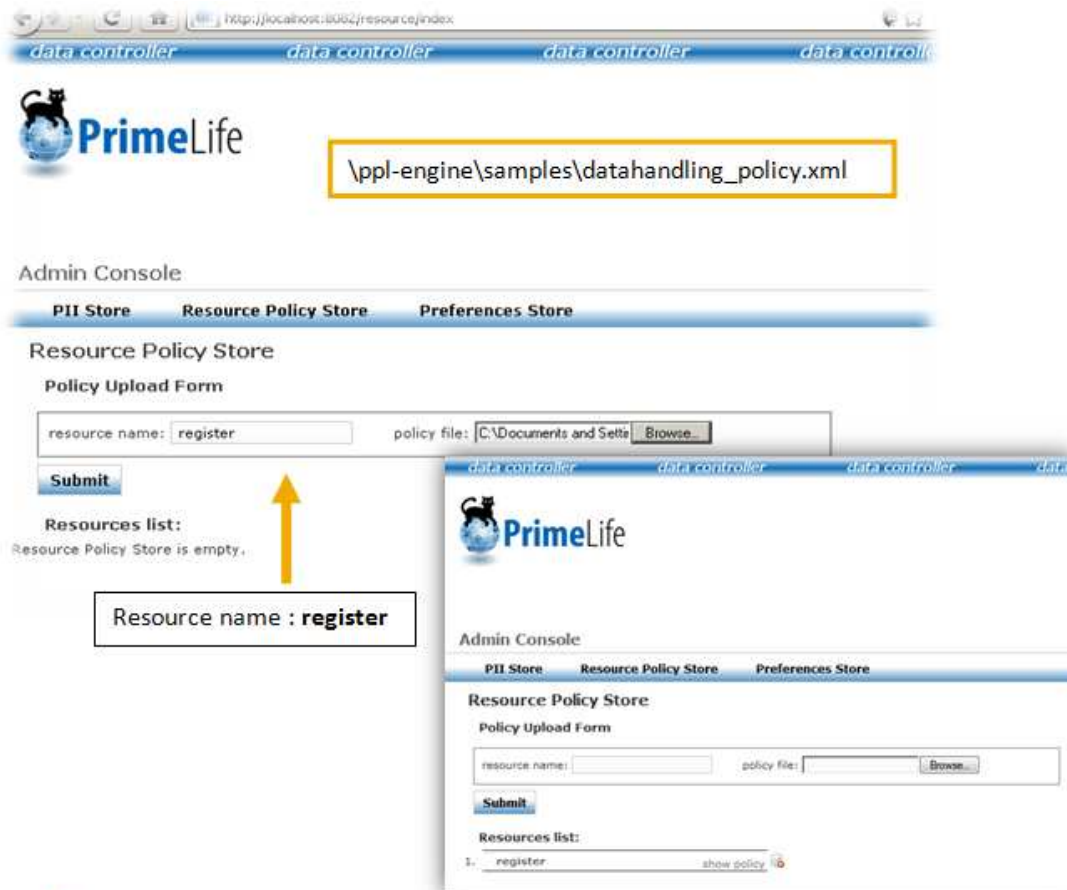 http://localhost:8082/resource/index
data controller data controller data controller data controlle
PrimeLife
\ppl-engine\samples\datahandling_policy.xml
Admin Console
PII Store Resource Policy Store Preferences Store
Resource Policy Store
Policy Upload Form
resource name: register policy file: C:\Documents and Sette Browse...
Submit
Resources list:
Resource Policy Store is empty.
Resource name : register
data controller data controller data controller data
PrimeLife
Admin Console
PII Store Resource Policy Store Preferences Store
Resource Policy Store
Policy Upload Form
resource name: policy file: Browse...
Submit
Resources list:
1. register show policy